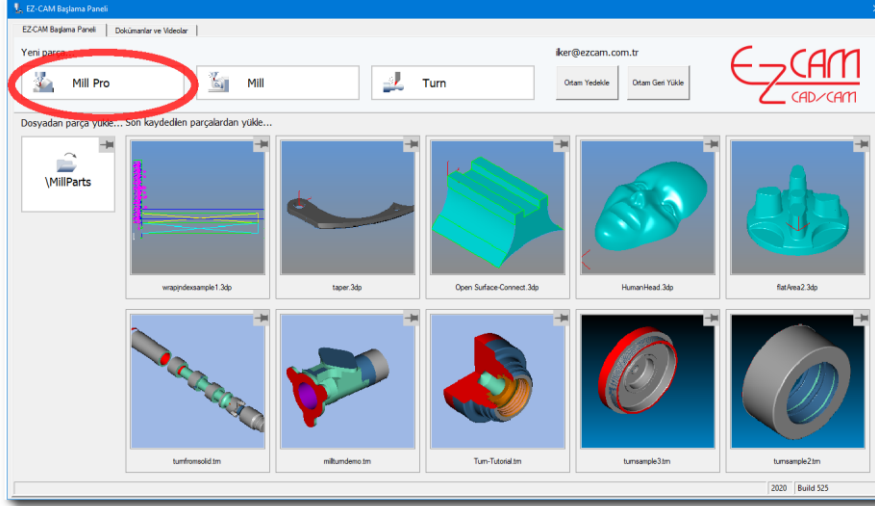 EZ-CAM Başlama Paneli
EZ-CAM Başlama Paneli Dokümanlar ve Videolar
Yeni parça...
iker@ezcam.com.tr
Mill Pro
Mill
Turn
Ortam Yedekle
Ortam Geri Yükle
EZCAM
CAD/CAM
Dosyadan parça yükle... Son kaydedilen parçalardan yükle...
\MillParts
wrapindexsample1.3dp
taper.3dp
Open Surface-Connect.3dp
HumanHead.3dp
flatArea2.3dp
turnfromsolid.tm
millturndemo.tm
Turn-Tutorial.tm
turnsample3.tm
turnsample2.tm
2020 Build 525